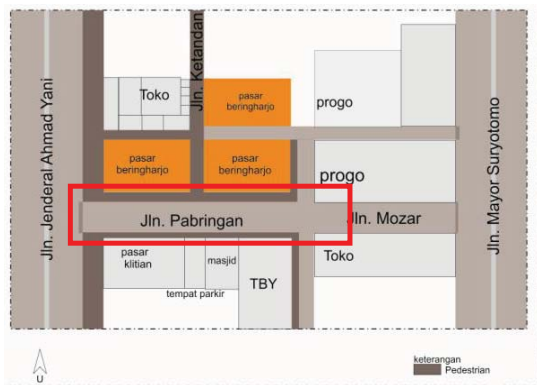 Jln. Jenderal Ahmad Yani
Jln. Ketandan
Toko
pasar
beringharjo
progo
pasar
beringharjo
pasar
beringharjo
progo
Jln. Pabringan
Jln. Mozar
Jln. Mayor Suryotomo
pasar
klitian
masjid
TBY
Toko
tempat parkir
U
keterangan
Pedestrian